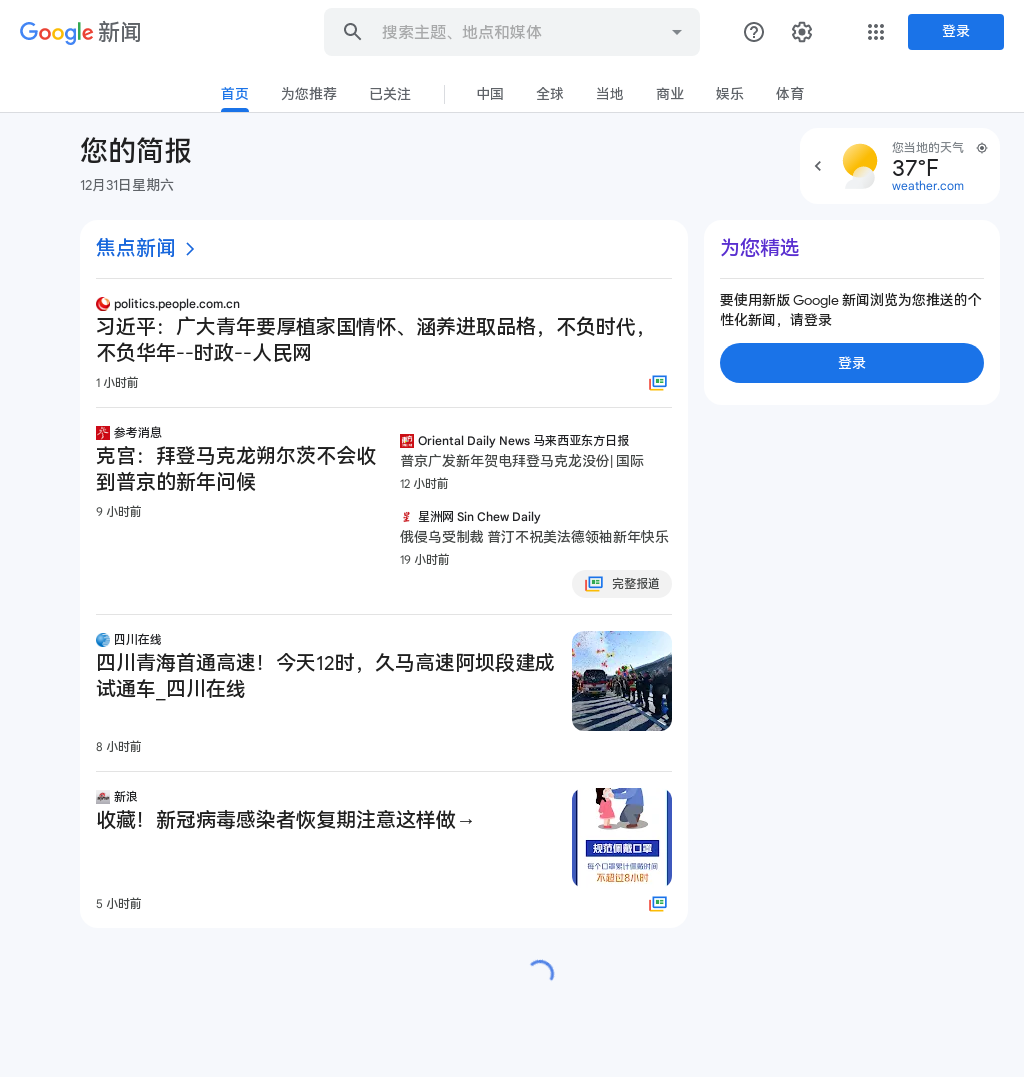 Google 新闻
搜索主题、地点和媒体
登录
首页
为您推荐
已关注
中国
全球
当地
商业
娱乐
体育
您的简报
12月31日星期六
您当地的天气
37°F
weather.com
焦点新闻
politics.people.com.cn
习近平：广大青年要厚植家国情怀、涵养进取品格，不负时代，
不负华年--时政--人民网
1 小时前
参考消息
克宫：拜登马克龙朔尔茨不会收
到普京的新年问候
9 小时前
Oriental Daily News 马来西亚东方日报
普京广发新年贺电拜登马克龙没份| 国际
12 小时前
星洲网 Sin Chew Daily
俄侵乌受制裁 普汀不祝美法德领袖新年快乐
19 小时前
完整报道
四川在线
四川青海首通高速！今天12时，久马高速阿坝段建成
试通车_四川在线
8 小时前
新浪
收藏！新冠病毒感染者恢复期注意这样做→
规范佩戴口罩
每个口罩累计佩戴时间
不超过8小时
5 小时前
为您精选
要使用新版 Google 新闻浏览为您推送的个
性化新闻，请登录
登录